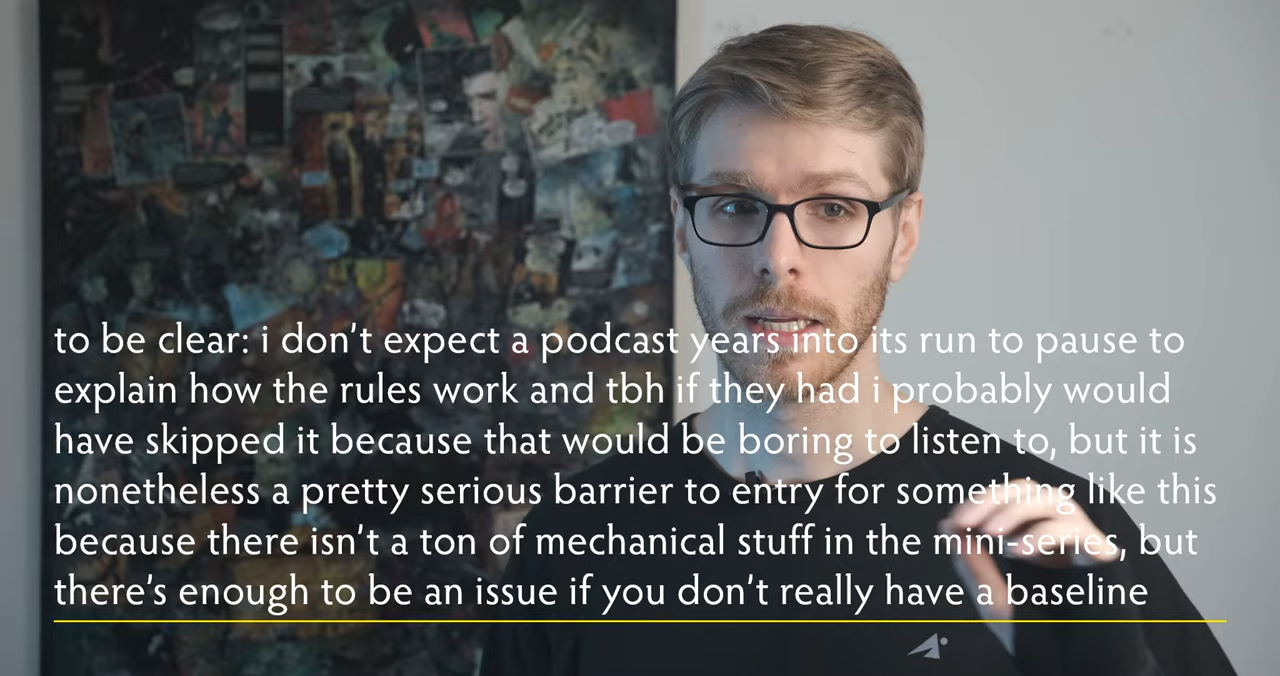 to be clear: i don't expect a podcast years into its run to pause to
explain how the rules work and tbh if they had i probably would
have skipped it because that would be boring to listen to, but it is
nonetheless a pretty serious barrier to entry for something like this
because there isn't a ton of mechanical stuff in the mini-series, but
there's enough to be an issue if you don't really have a baseline